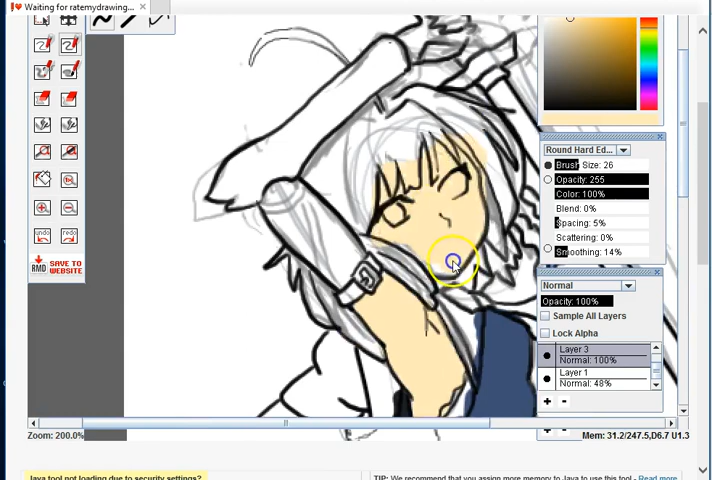 Waiting for ratemydrawing...
Round Hard Ed...
Brush Size: 26
Opacity: 255
Color: 100%
Blend: 0%
Spacing: 5%
Scattering: 0%
Smoothing: 14%
Normal
Opacity: 100%
Sample All Layers
Lock Alpha
Layer 3
Normal: 100%
Layer 1
Normal: 48%
undo
redo
RMD SAVE TO WEBSITE
Zoom: 200.0%
Mem: 31.2/247.5,D6.7 U1.3
Java tool not loading due to security settings?
TIP: We recommend that you assign more memory to Java to use this tool - Read more